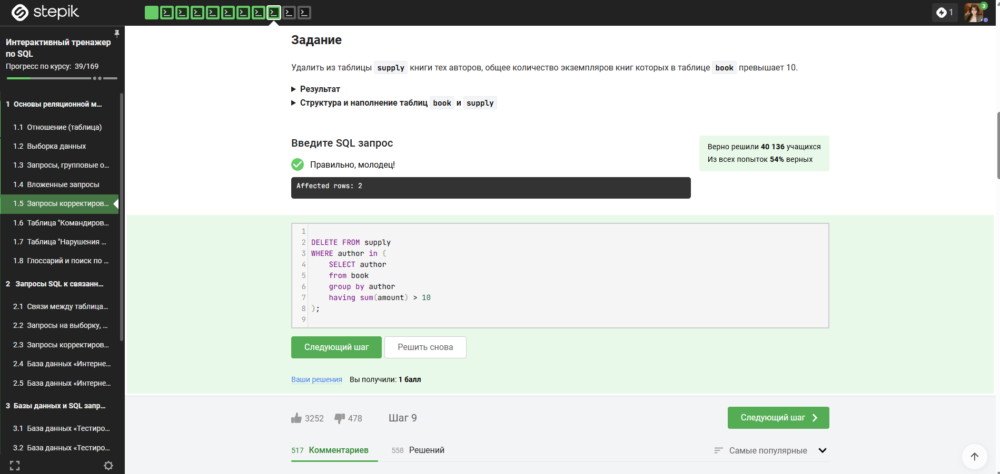 stepik
1
3
Интерактивный тренажер
по SQL
Прогресс по курсу: 39/169
1 Основы реляционной м...
1.1 Отношение (таблица)
1.2 Выборка данных
1.3 Запросы, групповые о...
1.4 Вложенные запросы
1.5 Запросы корректиров...
1.6 Таблица "Командиров...
1.7 Таблица "Нарушения ...
1.8 Глоссарий и поиск по ...
2 Запросы SQL к связанн...
2.1 Связи между таблица...
2.2 Запросы на выборку, ...
2.3 Запросы корректиров...
2.4 База данных «Интерне...
2.5 База данных «Интерне...
3 Базы данных и SQL запр...
3.1 База данных «Тестиро...
3.2 База данных «Тестиро...
Задание
Удалить из таблицы supply книги тех авторов, общее количество экземпляров книг которых в таблице book превышает 10.
Результат
Структура и наполнение таблиц book и supply
Введите SQL запрос
Правильно, молодец!
Верно решили 40 136 учащихся
Из всех попыток 54% верных
Affected rows: 2
1
2 DELETE FROM supply
3 WHERE author in (
4 SELECT author
5 from book
6 group by author
7 having sum(amount) > 10
8 );
9
Следующий шаг
Решить снова
Ваши решения Вы получили: 1 балл
3252 478 Шаг 9
Следующий шаг
517 Комментариев 558 Решений
Самые популярные